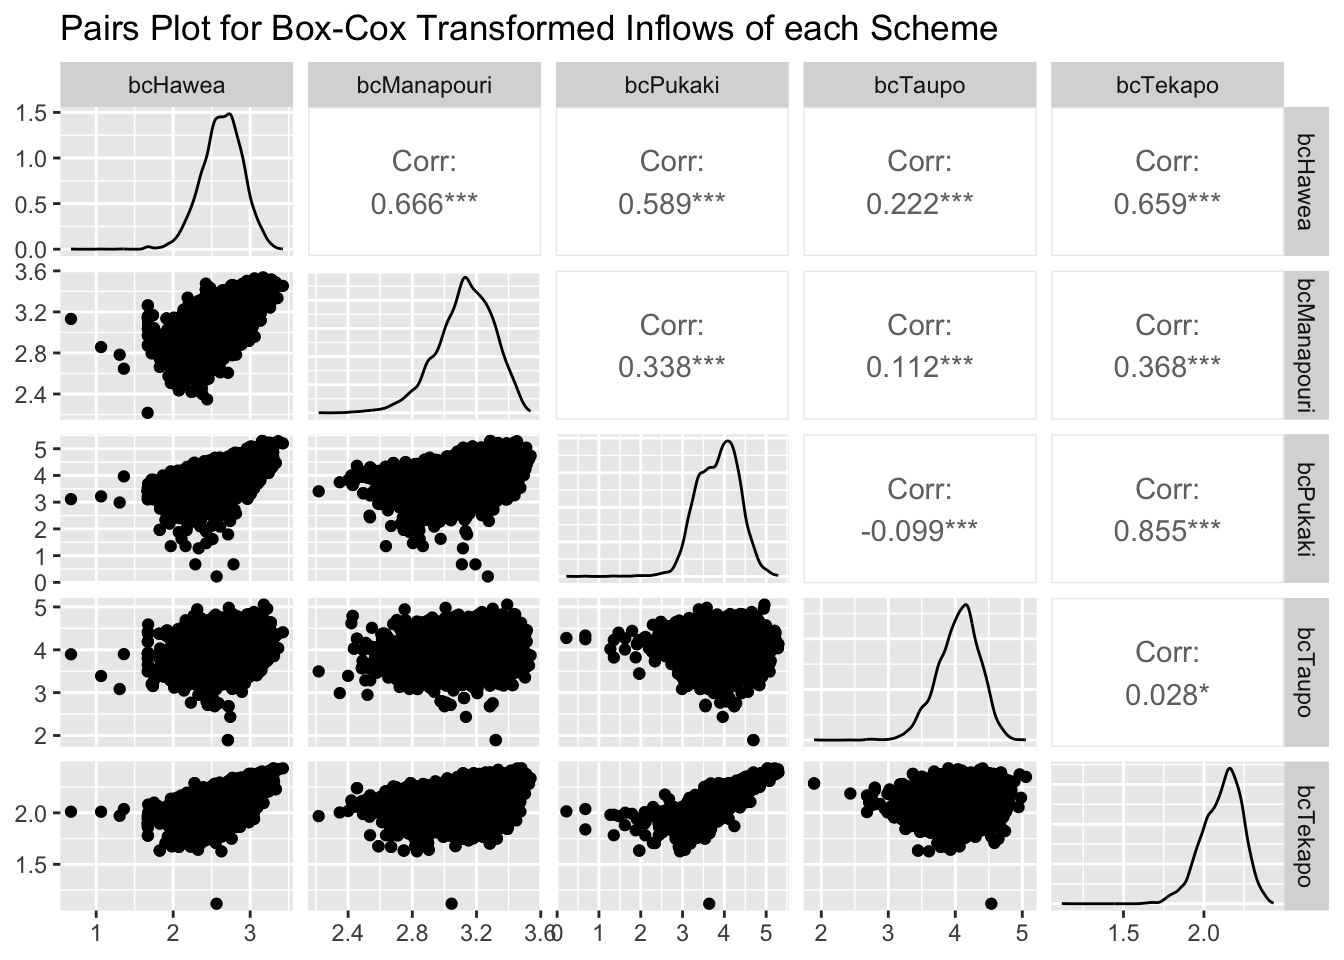 Pairs Plot for Box-Cox Transformed Inflows of each Scheme
bcHawea bcManapouri bcPukaki bcTaupo bcTekapo
1.5
1.0
0.5
0.0
Corr:
0.666***
Corr:
0.589***
Corr:
0.222***
Corr:
0.659***
bcHawea
3.6
3.2
2.8
2.4
Corr:
0.338***
Corr:
0.112***
Corr:
0.368***
bcManapouri
5
4
3
2
1
0
Corr:
-0.099***
Corr:
0.855***
bcPukaki
5
4
3
2
Corr:
0.028*
bcTaupo
2.0
1.5
bcTekapo
1 2 3 2.4 2.8 3.2 3.6 0 1 2 3 4 5 2 3 4 5 1.5 2.0